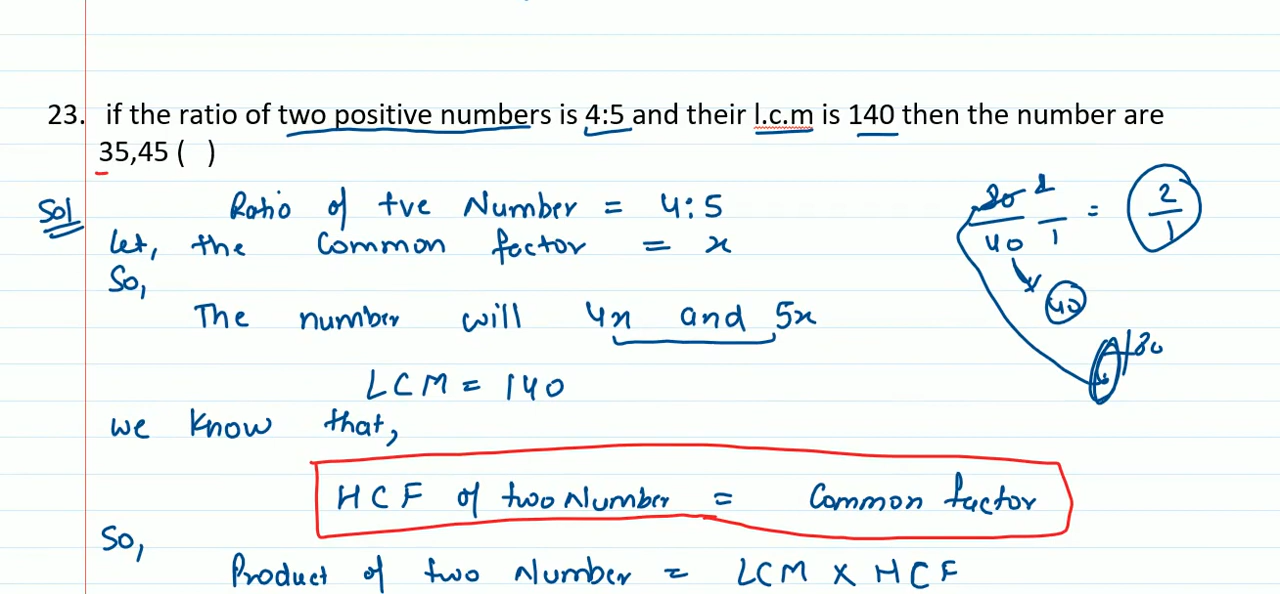 23. if the ratio of two positive numbers is 4:5 and their l.c.m is 140 then the number are
35,45 ( )
Sol Ratio of +ve Number = 4:5
let, the Common factor = x
So,
The number will 4x and 5x
LCM = 140
we know that,
HCF of two Number = Common factor
So,
Product of two Number = LCM X HCF
80 2
40 1 = 2/1
40